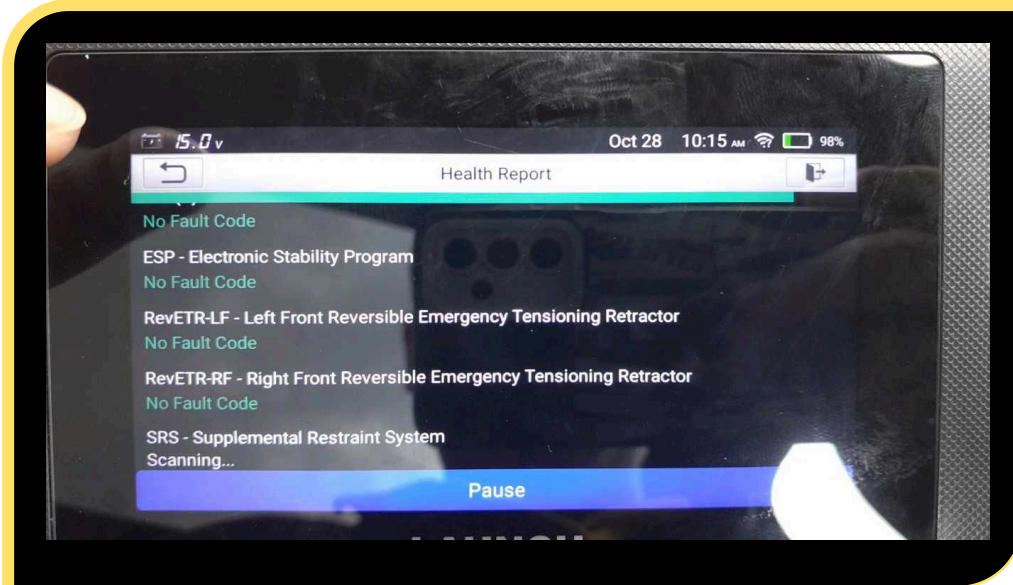 15.0 v
Oct 28 10:15 AM 98%
Health Report
No Fault Code
ESP - Electronic Stability Program
No Fault Code
RevETR-LF - Left Front Reversible Emergency Tensioning Retractor
No Fault Code
RevETR-RF - Right Front Reversible Emergency Tensioning Retractor
No Fault Code
SRS - Supplemental Restraint System
Scanning...
Pause
LAUNCH